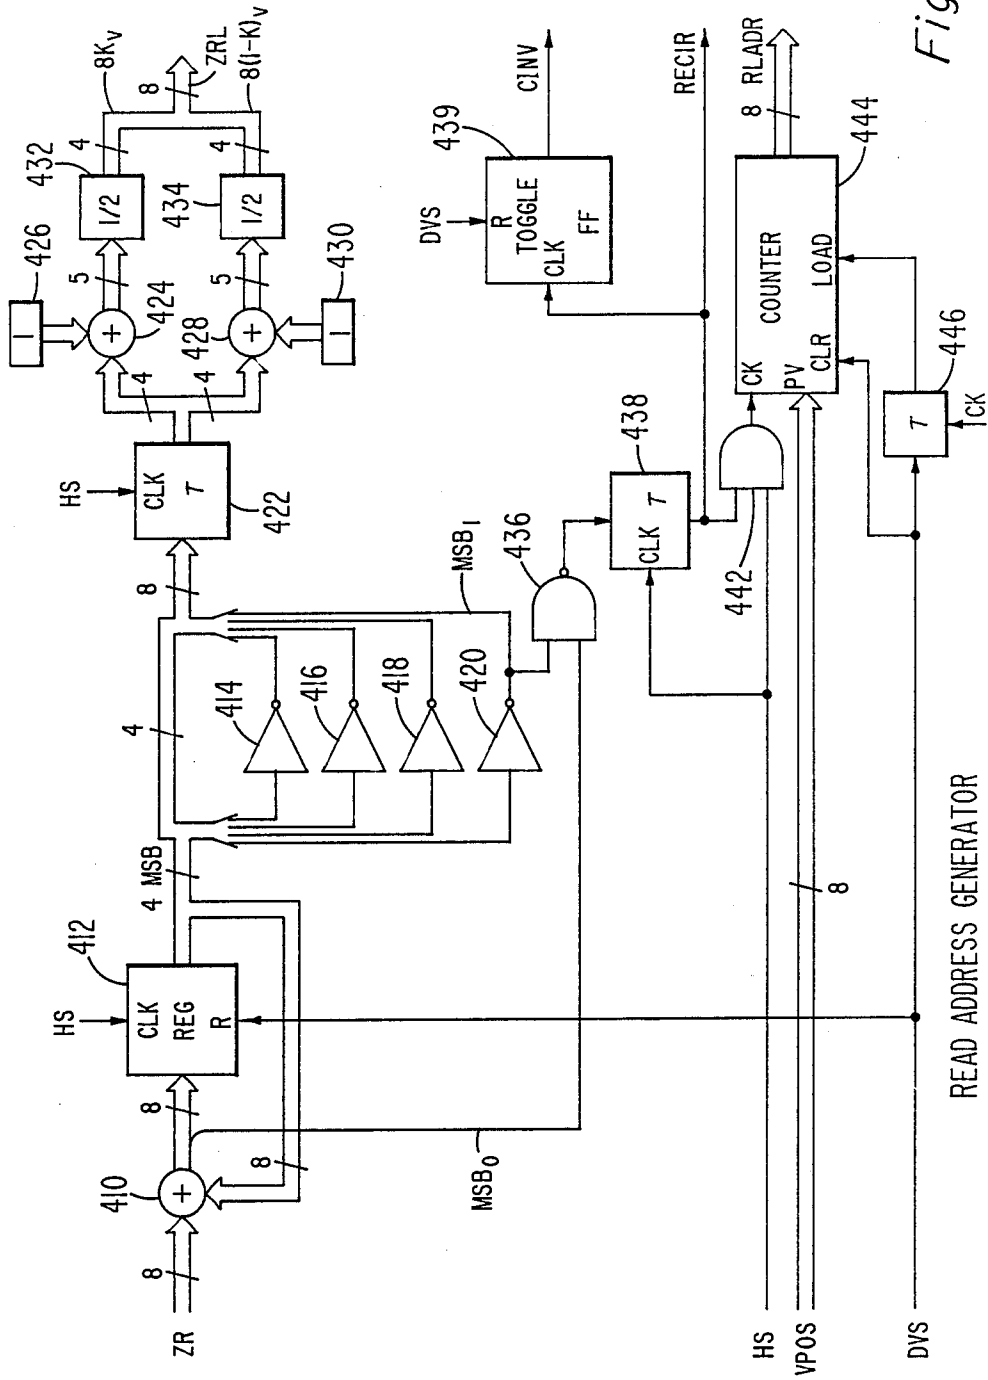 ZR
8
410
+
8
MSB0
8
HS
412
CLK
REG
R
4 MSB
4
414
416
418
420
MSB1
8
HS
CLK
T
422
4
4
426
1
+
424
428
+
430
1
5
5
432
1/2
434
1/2
4
4
8KV
8
ZRL
8(1-K)V
436
438
CLK T
DVS
439
R
TOGGLE
CLK
FF
CINV
RECIR
442
CK
COUNTER
PV
CLR
LOAD
8 RLADR
444
446
T
CK
HS
VPOS
8
DVS
READ ADDRESS GENERATOR
Fig